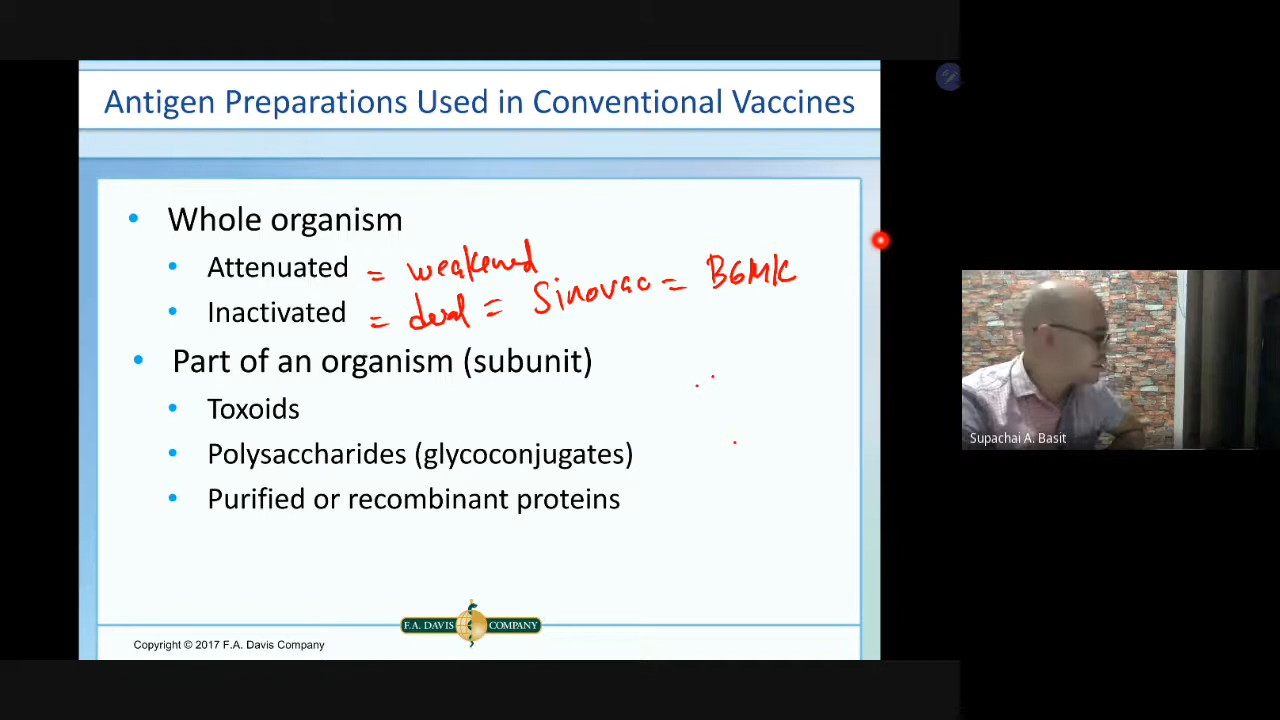 Antigen Preparations Used in Conventional Vaccines
• Whole organism
• Attenuated = weakened
• Inactivated = dead = Sinovac = BGMK
• Part of an organism (subunit)
• Toxoids
• Polysaccharides (glycoconjugates)
• Purified or recombinant proteins
F.A. DAVIS COMPANY
Copyright © 2017 F.A. Davis Company
Supachai A. Basit